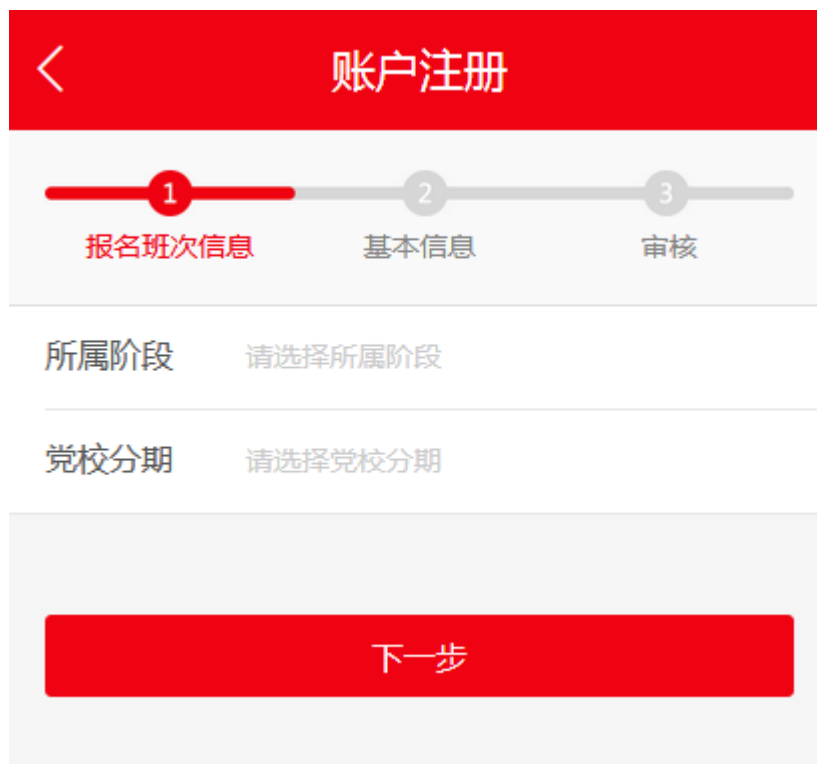 账户注册
1 2 3
报名班次信息 基本信息 审核
所属阶段 请选择所属阶段
党校分期 请选择党校分期
下一步